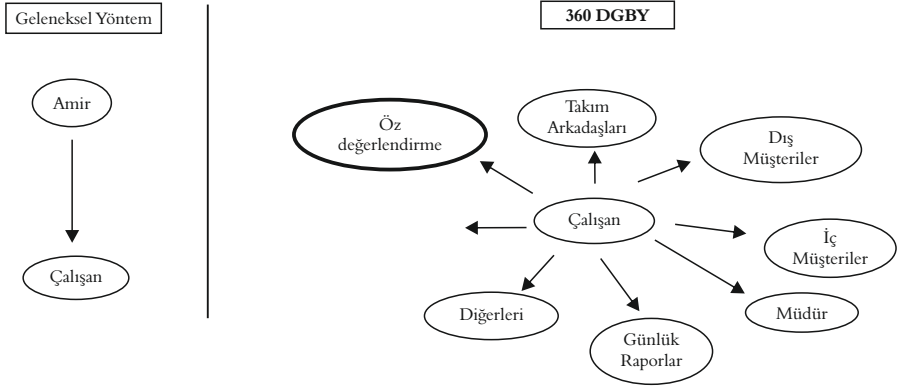 Geleneksel Yöntem
Amir
Çalışan
360 DGBY
Öz
değerlendirme
Takım
Arkadaşları
Dış
Müşteriler
Çalışan
İç
Müşteriler
Diğerleri
Günlük
Raporlar
Müdür